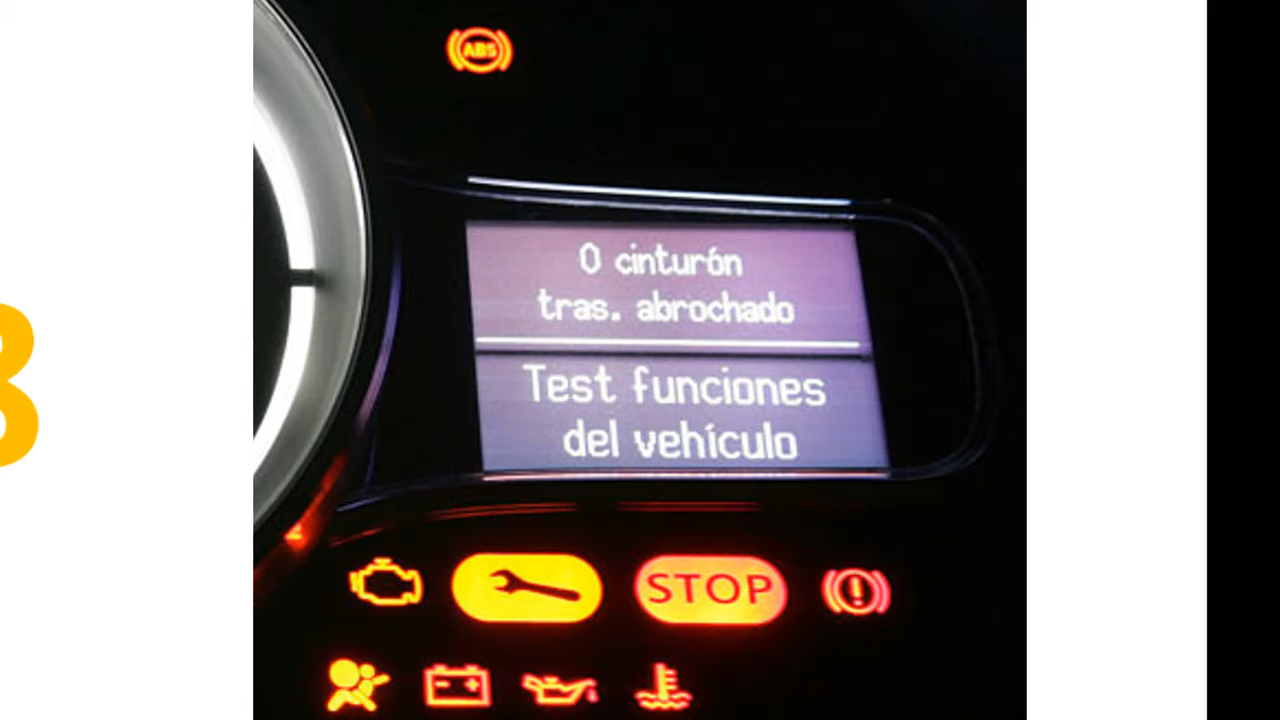 ABS
0 cinturón
tras. abrochado
Test funciones
del vehículo
STOP